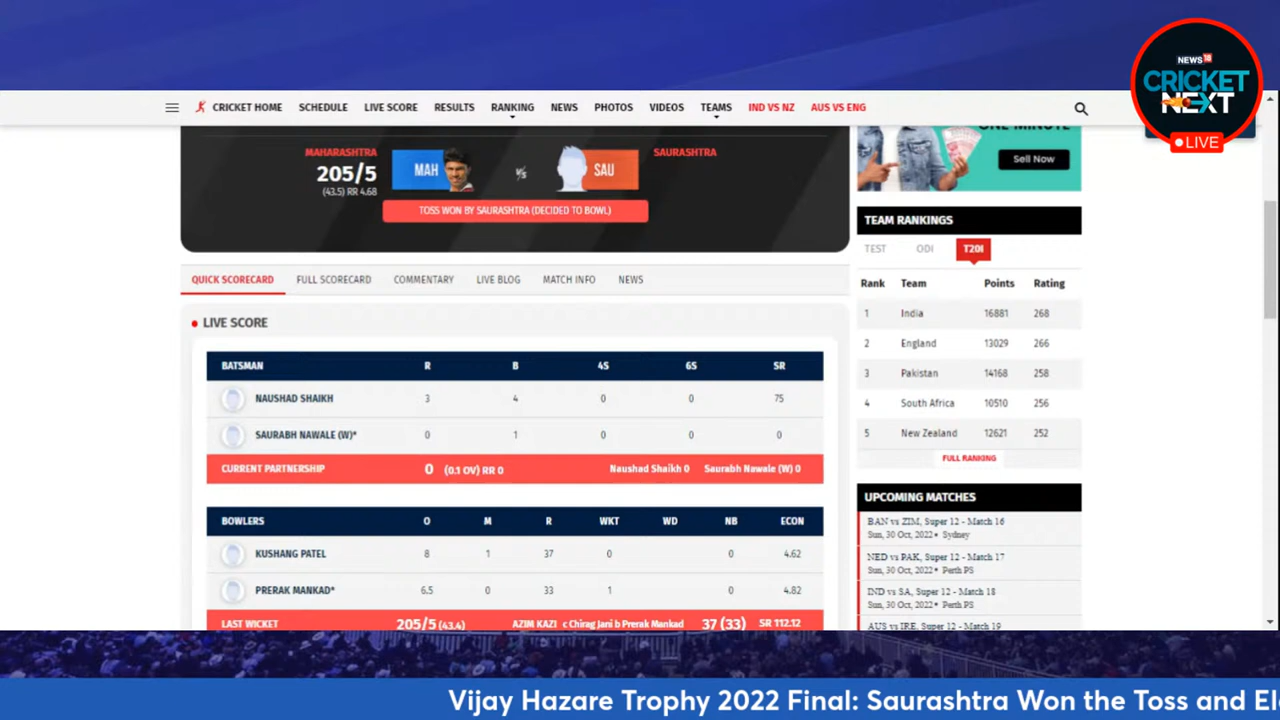 NEWS18
CRICKET
NEXT
LIVE
CRICKET HOME SCHEDULE LIVE SCORE RESULTS RANKING NEWS PHOTOS VIDEOS TEAMS IND VS NZ AUS VS ENG
MAHARASHTRA
205/5
(43.5) RR 4.68
MAH
V/S
SAU
SAURASHTRA
TOSS WON BY SAURASHTRA (DECIDED TO BOWL)
ONE MINUTE
Sell Now
QUICK SCORECARD FULL SCORECARD COMMENTARY LIVE BLOG MATCH INFO NEWS
LIVE SCORE
BATSMAN R B 4S 6S SR
NAUSHAD SHAIKH 3 4 0 0 75
SAURABH NAWALE (W)* 0 1 0 0 0
CURRENT PARTNERSHIP 0 (0.1 OV) RR 0 Naushad Shaikh 0 Saurabh Nawale (W) 0
BOWLERS O M R WKT WD NB ECON
KUSHANG PATEL 8 1 37 0 0 4.62
PRERAK MANKAD* 6.5 0 33 1 0 4.82
LAST WICKET 205/5 (43.4) AZIM KAZI c Chirag Jani b Prerak Mankad 37 (33) SR 112.12
TEAM RANKINGS
TEST ODI T20I
Rank Team Points Rating
1 India 16881 268
2 England 13029 266
3 Pakistan 14168 258
4 South Africa 10510 256
5 New Zealand 12621 252
FULL RANKING
UPCOMING MATCHES
BAN vs ZIM, Super 12 - Match 16
Sun, 30 Oct, 2022• Sydney
NED vs PAK, Super 12 - Match 17
Sun, 30 Oct, 2022• Perth PS
IND vs SA, Super 12 - Match 18
Sun, 30 Oct, 2022• Perth PS
AUS vs IRE, Super 12 - Match 19
Vijay Hazare Trophy 2022 Final: Saurashtra Won the Toss and El